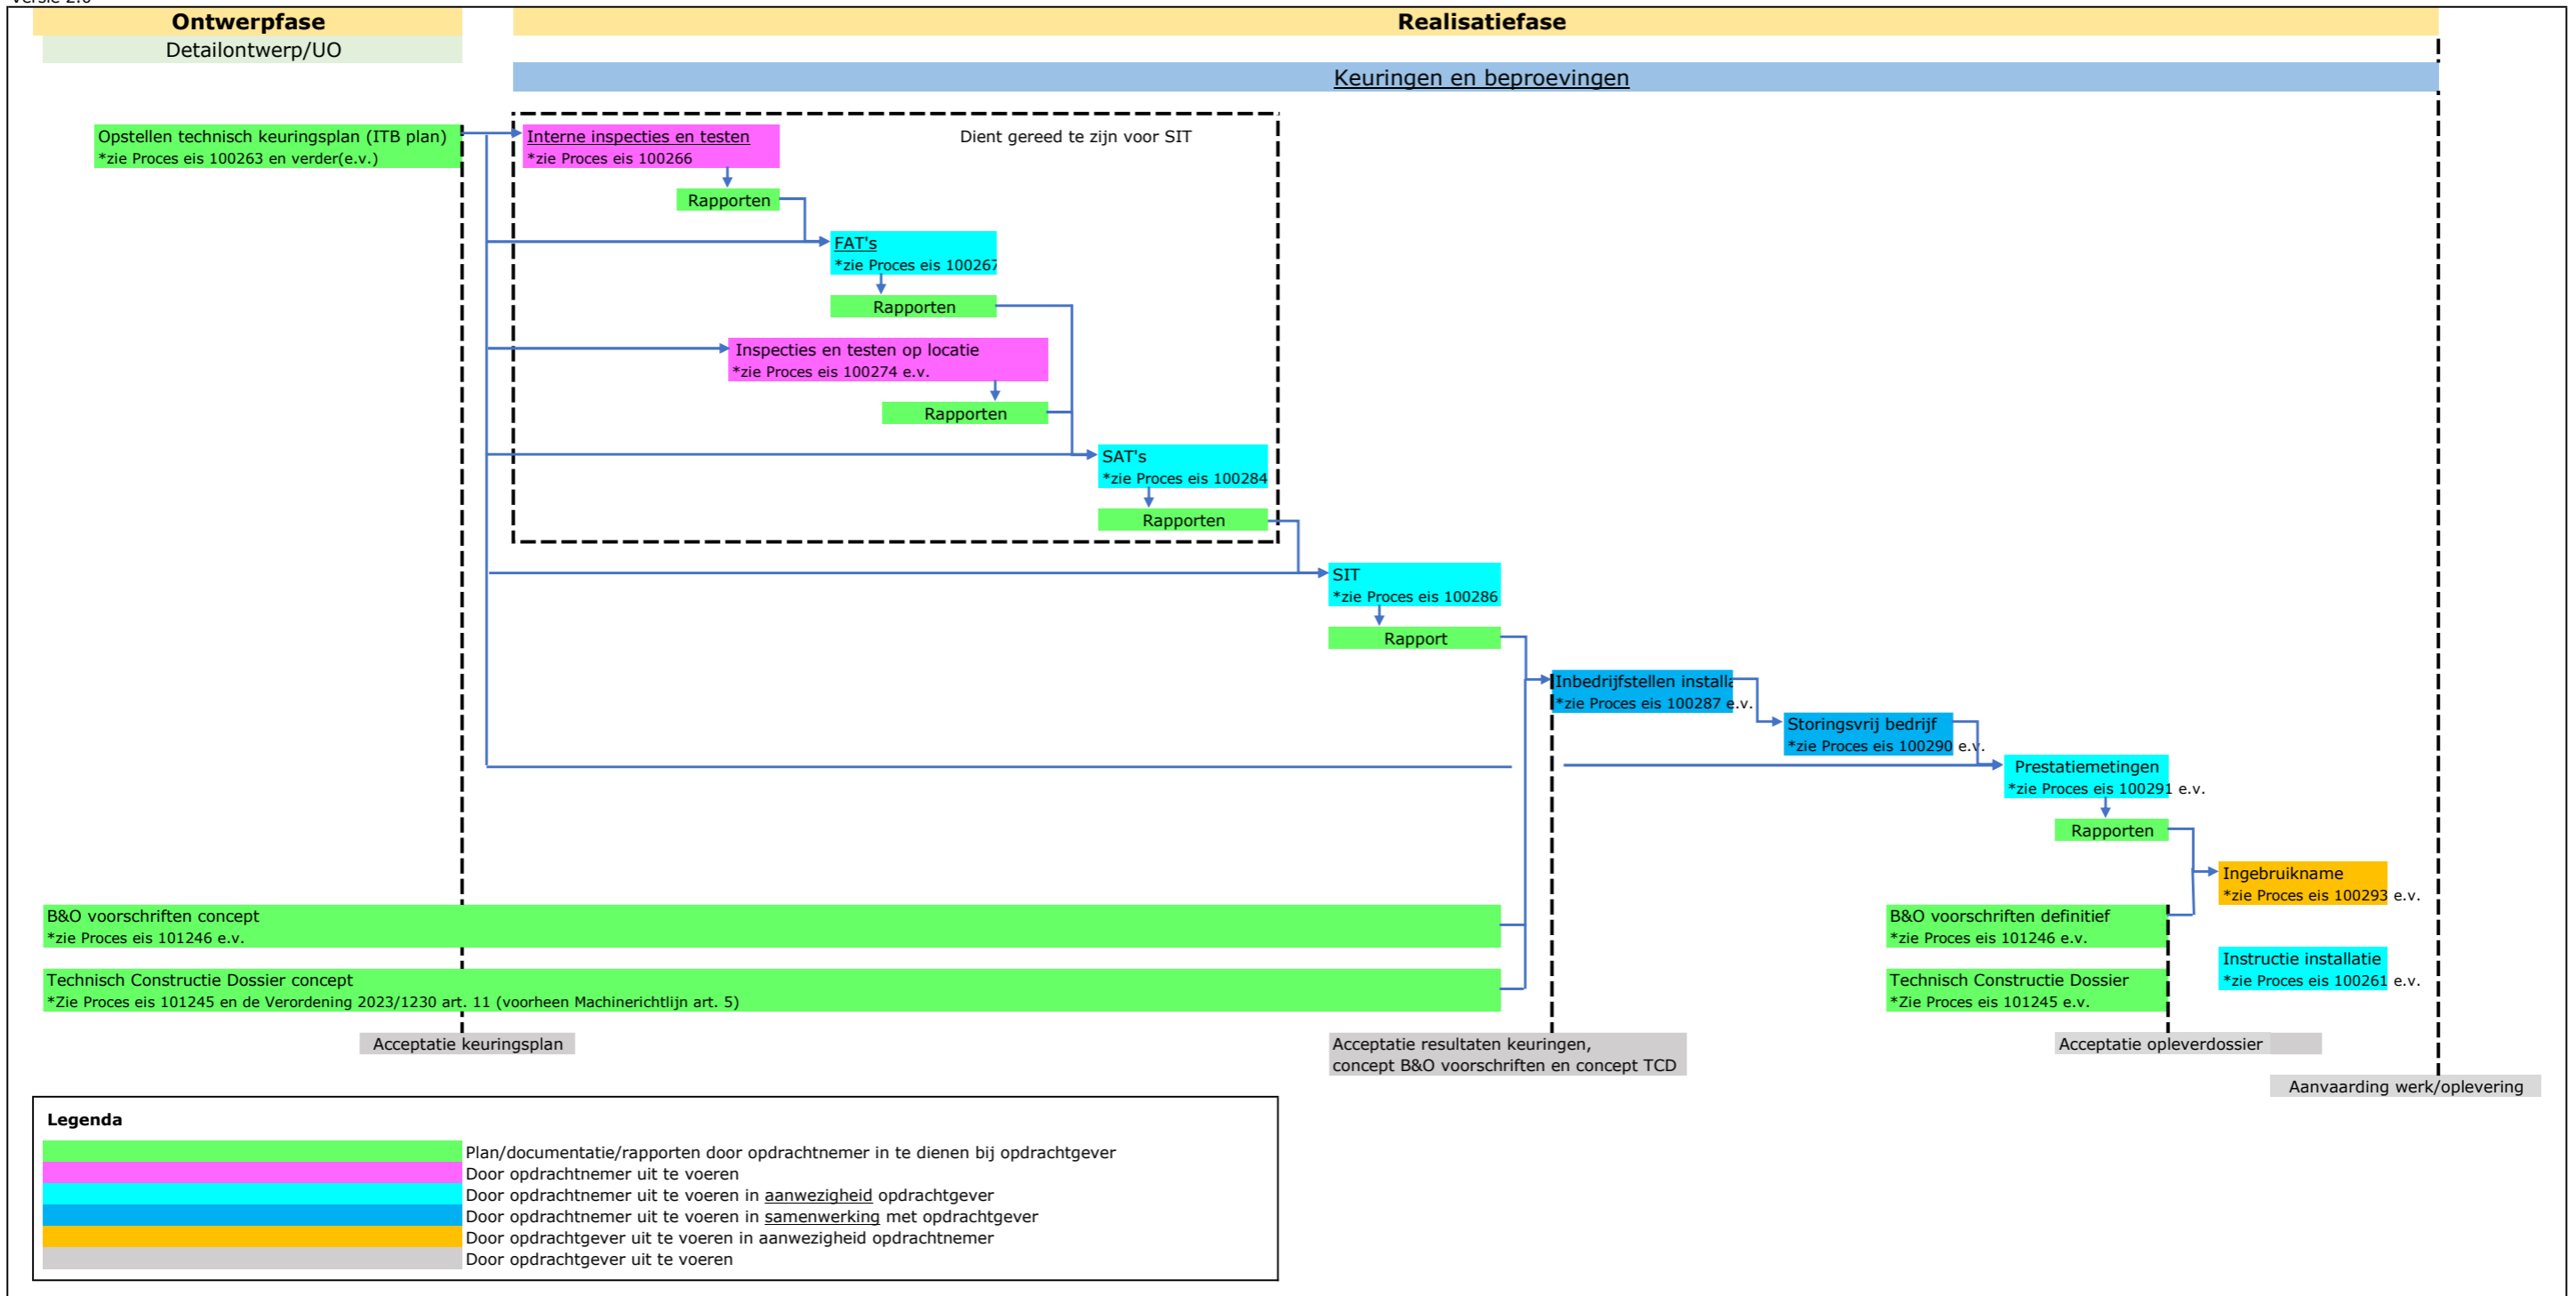 Ontwerpfase
Realisatiefase
Detailontwerp/UO
Keuringen en beproevingen
Opstellen technisch keuringsplan (ITB plan)
*zie Proces eis 100263 en verder(e.v.)
Interne inspecties en testen
*zie Proces eis 100266
Dient gereed te zijn voor SIT
Rapporten
FAT's
*zie Proces eis 100267
Rapporten
Inspecties en testen op locatie
*zie Proces eis 100274 e.v.
Rapporten
SAT's
*zie Proces eis 100284
Rapporten
SIT
*zie Proces eis 100286
Rapport
Inbedrijfstellen installa
*zie Proces eis 100287 e.v.
Storingsvrij bedrijf
*zie Proces eis 100290 e.v.
Prestatiemetingen
*zie Proces eis 100291 e.v.
Rapporten
Ingebruikname
*zie Proces eis 100293 e.v.
B&O voorschriften concept
*zie Proces eis 101246 e.v.
B&O voorschriften definitief
*zie Proces eis 101246 e.v.
Instructie installatie
*zie Proces eis 100261 e.v.
Technisch Constructie Dossier concept
*Zie Proces eis 101245 en de Verordening 2023/1230 art. 11 (voorheen Machinerichtlijn art. 5)
Technisch Constructie Dossier
*Zie Proces eis 101245 e.v.
Acceptatie keuringsplan
Acceptatie resultaten keuringen,
concept B&O voorschriften en concept TCD
Acceptatie opleverdossier
Aanvaarding werk/oplevering
Legenda
Plan/documentatie/rapporten door opdrachtnemer in te dienen bij opdrachtgever
Door opdrachtnemer uit te voeren
Door opdrachtnemer uit te voeren in aanwezigheid opdrachtgever
Door opdrachtnemer uit te voeren in samenwerking met opdrachtgever
Door opdrachtgever uit te voeren in aanwezigheid opdrachtnemer
Door opdrachtgever uit te voeren